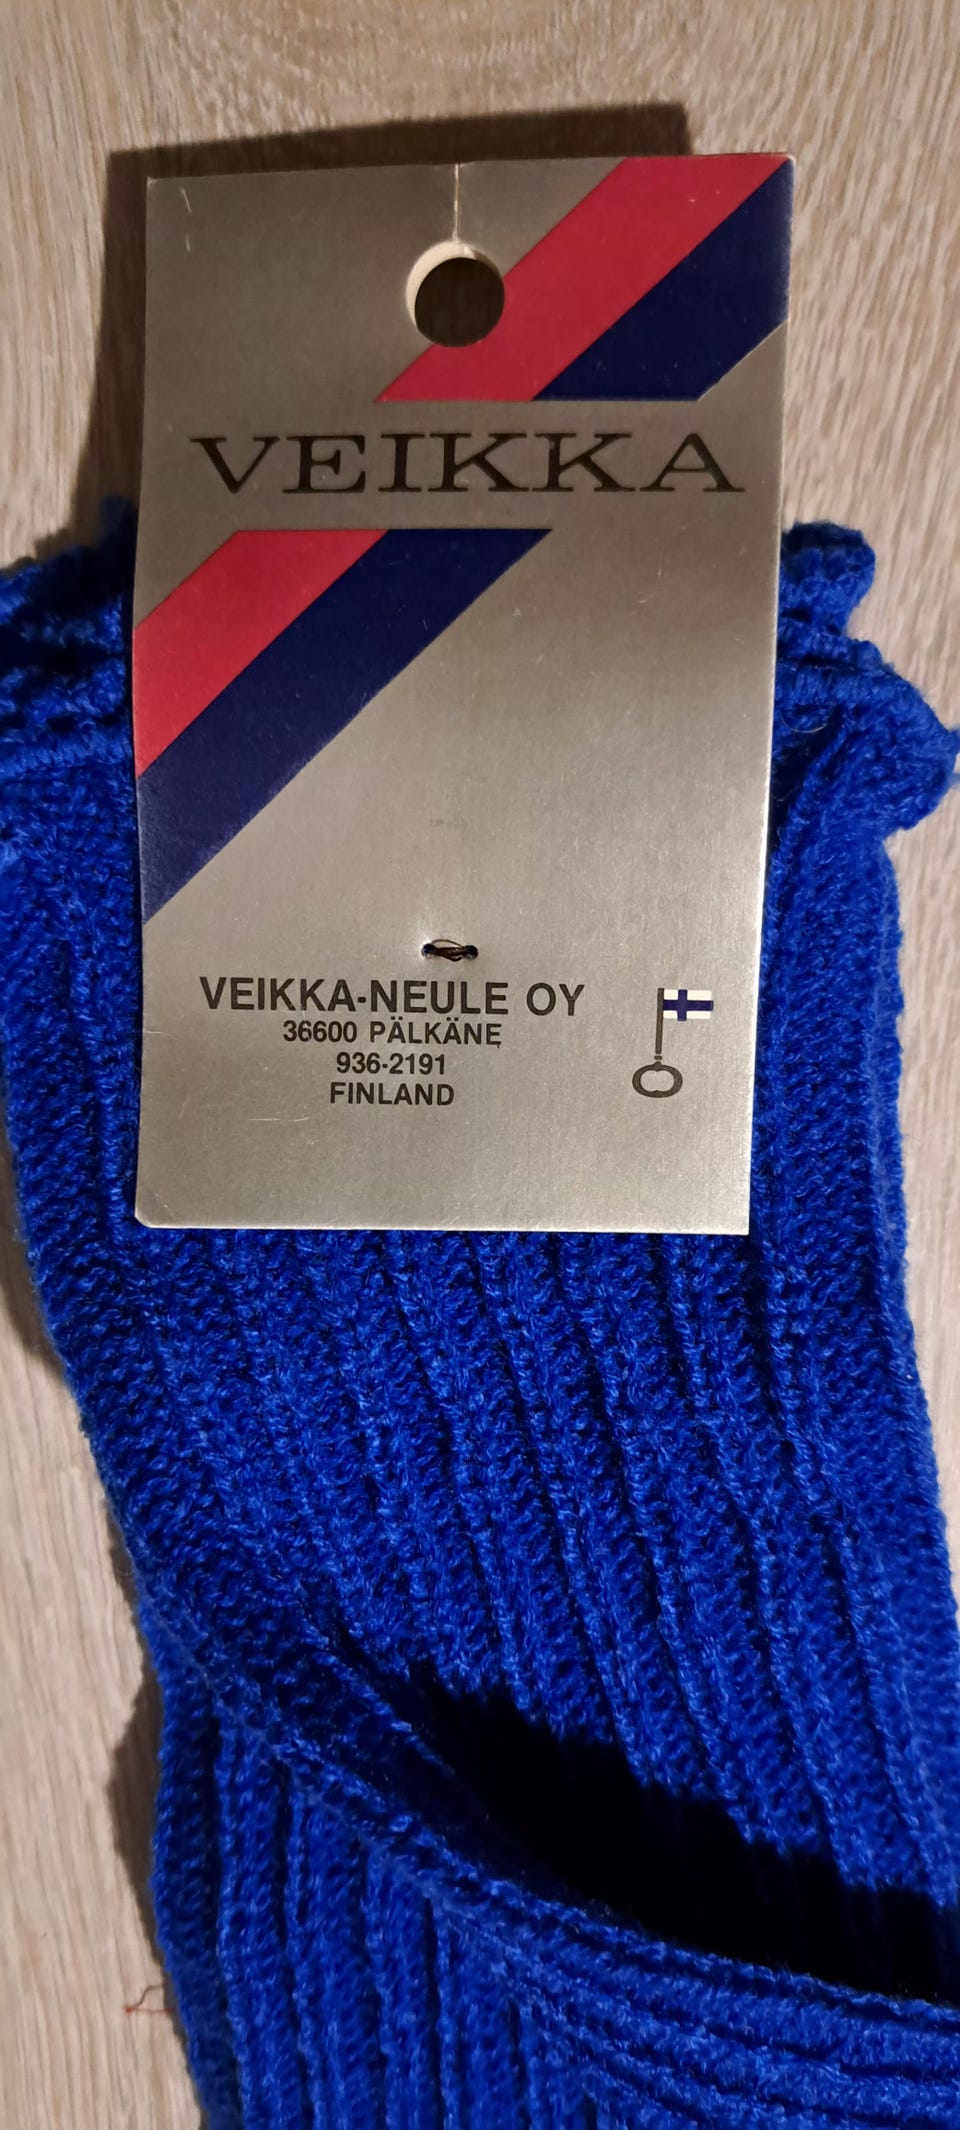 VEIKKA
VEIKKA-NEULE OY
36600 PÄLKÄNE
936-2191
FINLAND